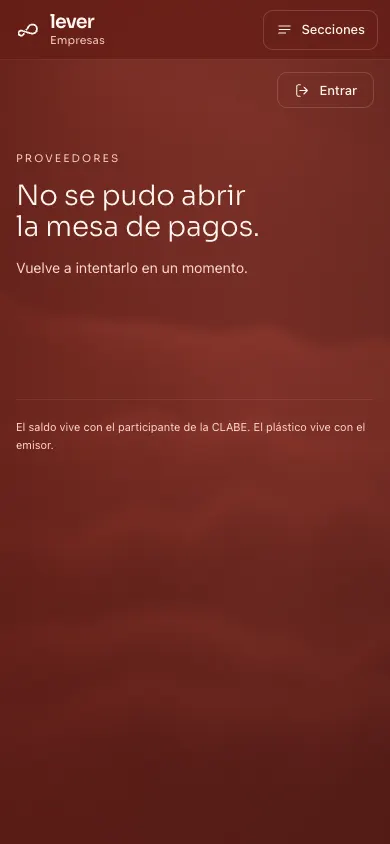 lever
Empresas
Secciones
Entrar
PROVEEDORES
No se pudo abrir
la mesa de pagos.
Vuelve a intentarlo en un momento.
El saldo vive con el participante de la CLABE. El plástico vive con el
emisor.